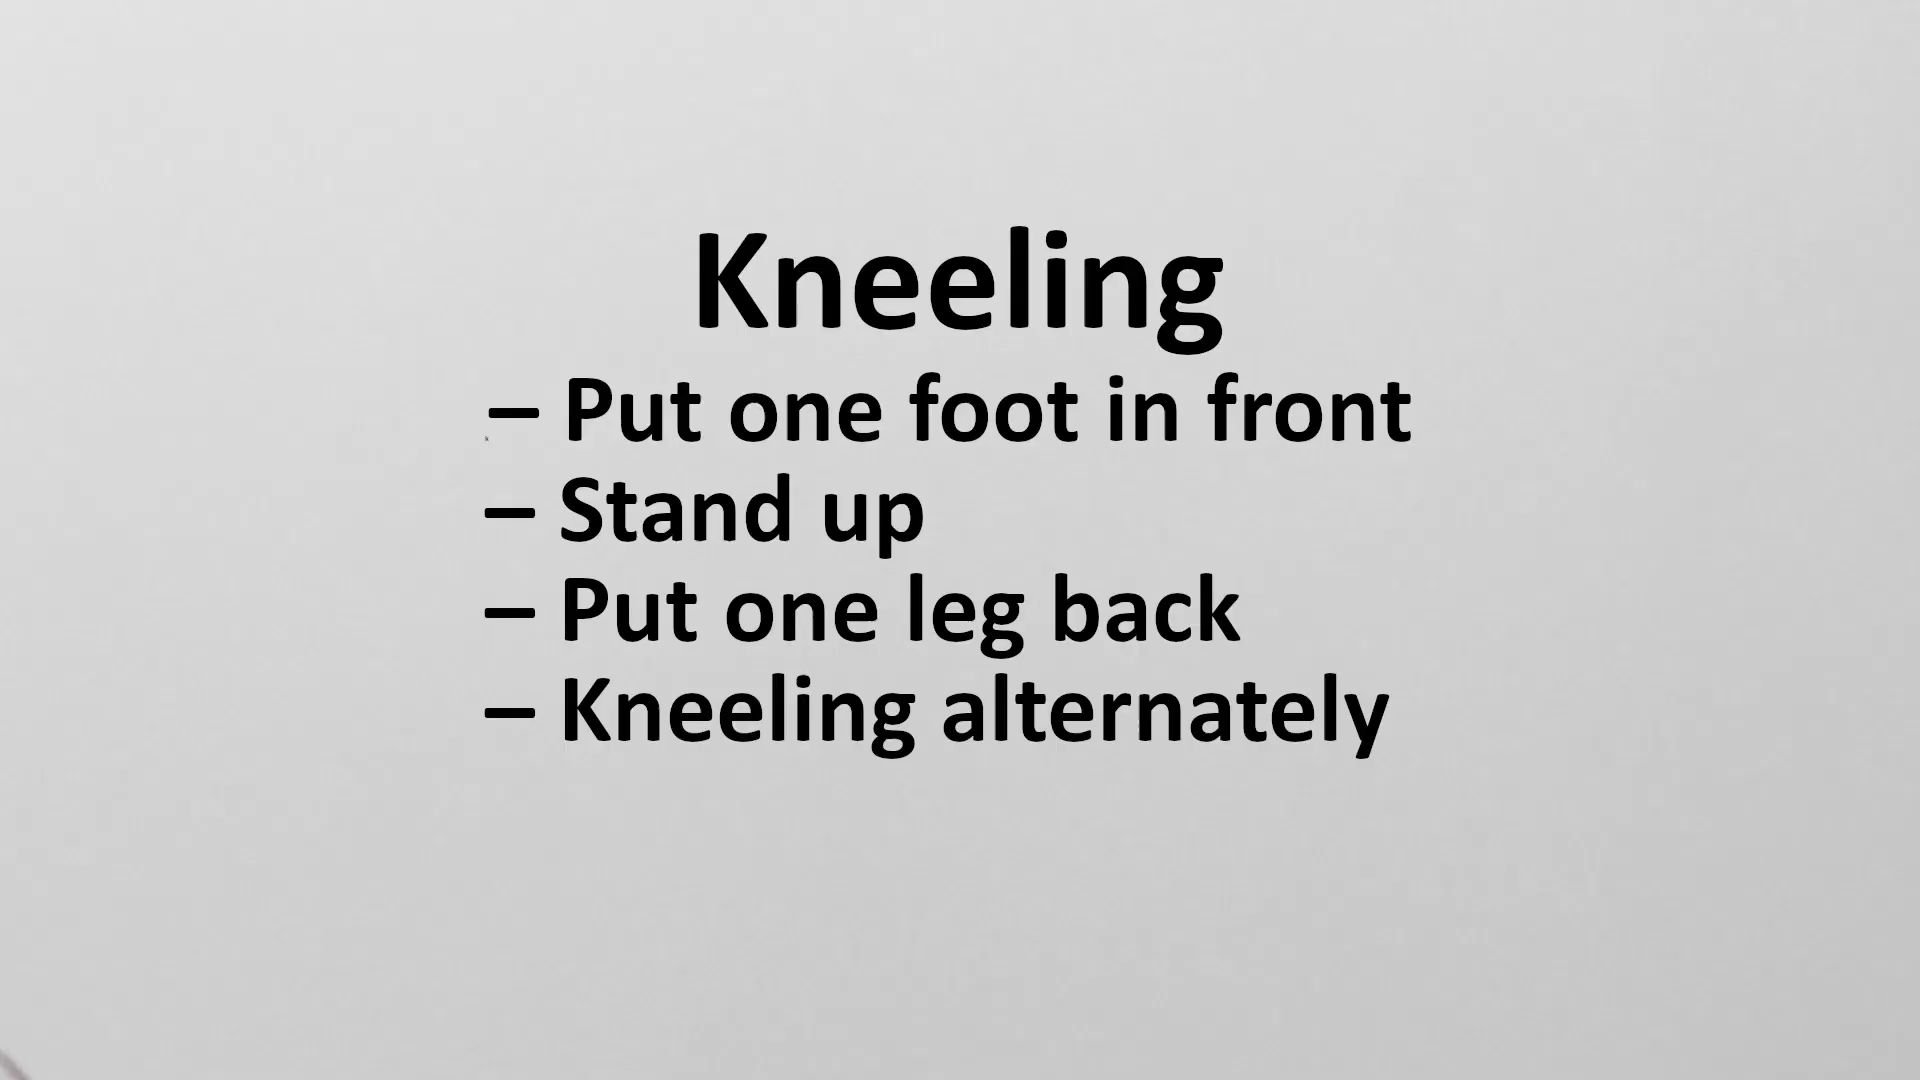 Kneeling
– Put one foot in front
– Stand up
– Put one leg back
– Kneeling alternately